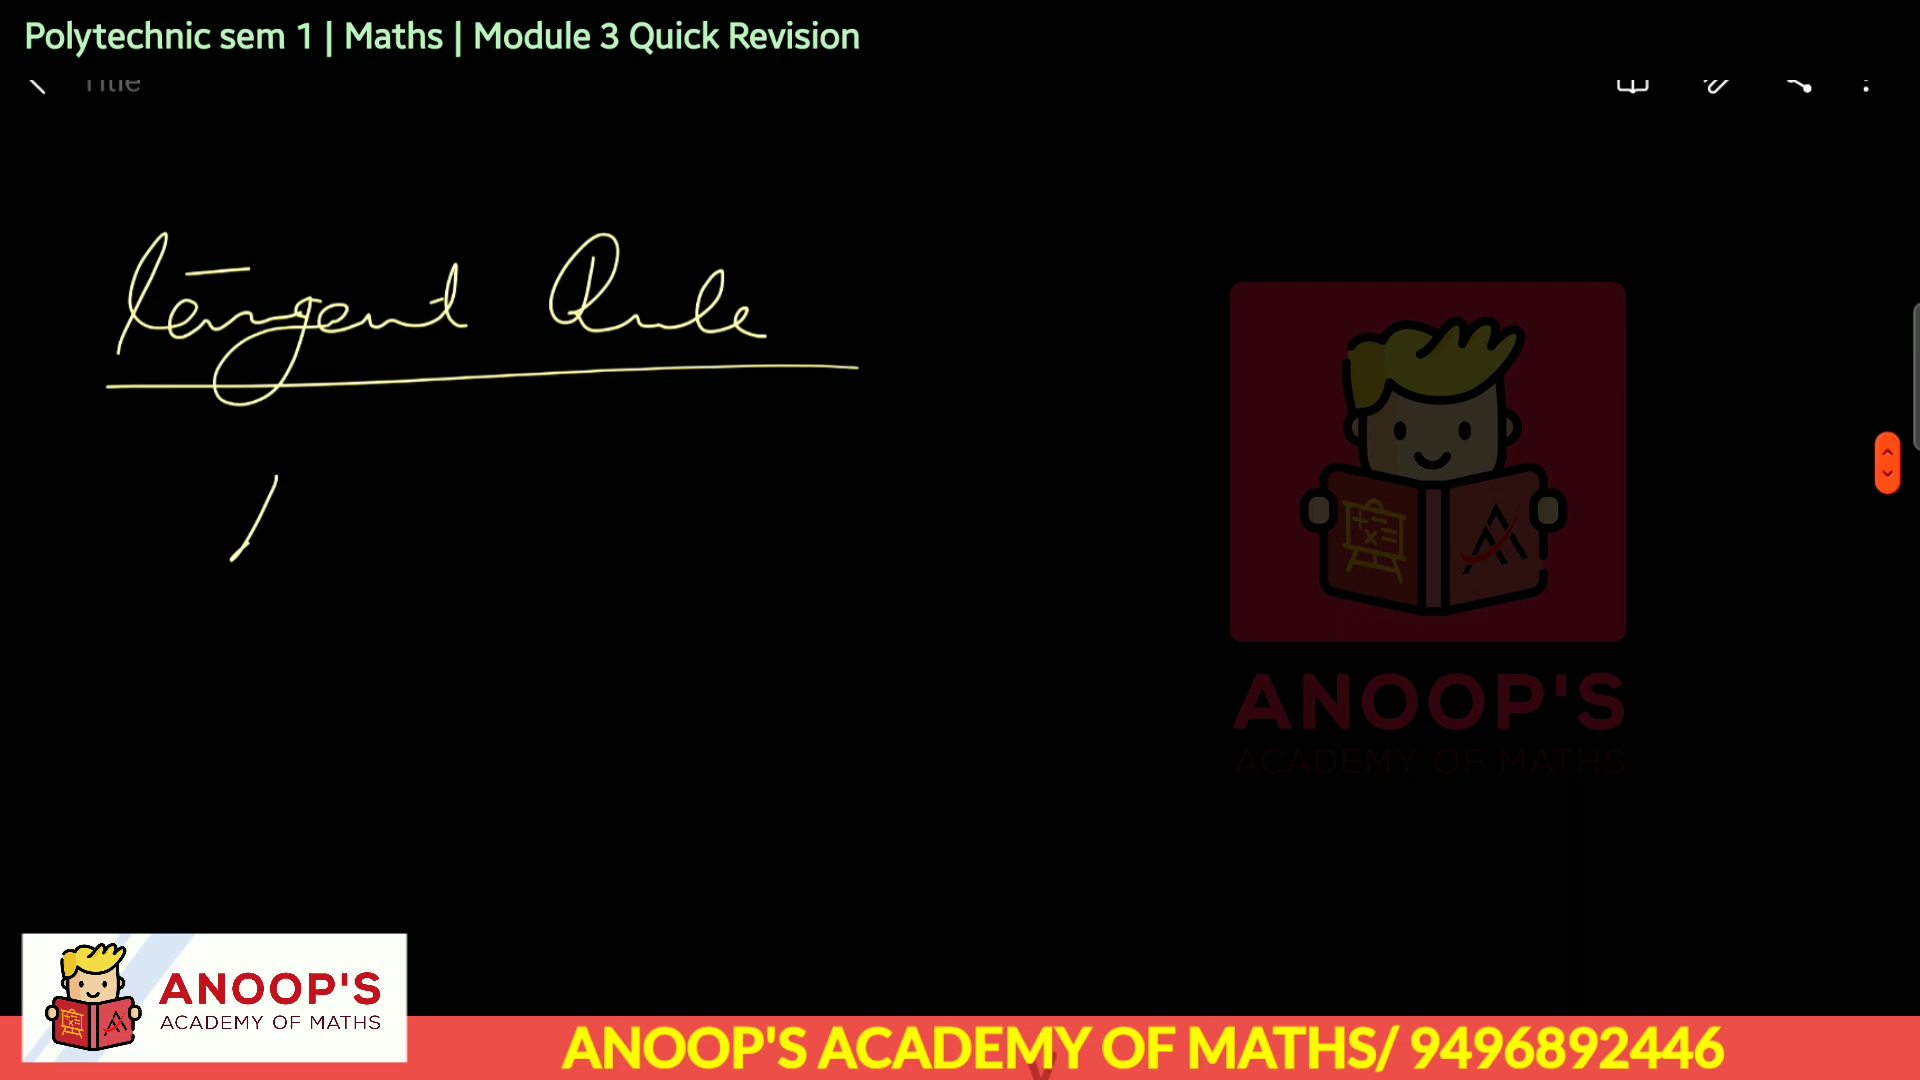 Polytechnic sem 1 | Maths | Module 3 Quick Revision
Title
Tangent Rule
ANOOP'S
ACADEMY OF MATHS
ANOOP'S
ACADEMY OF MATHS
ANOOP'S ACADEMY OF MATHS/ 9496892446